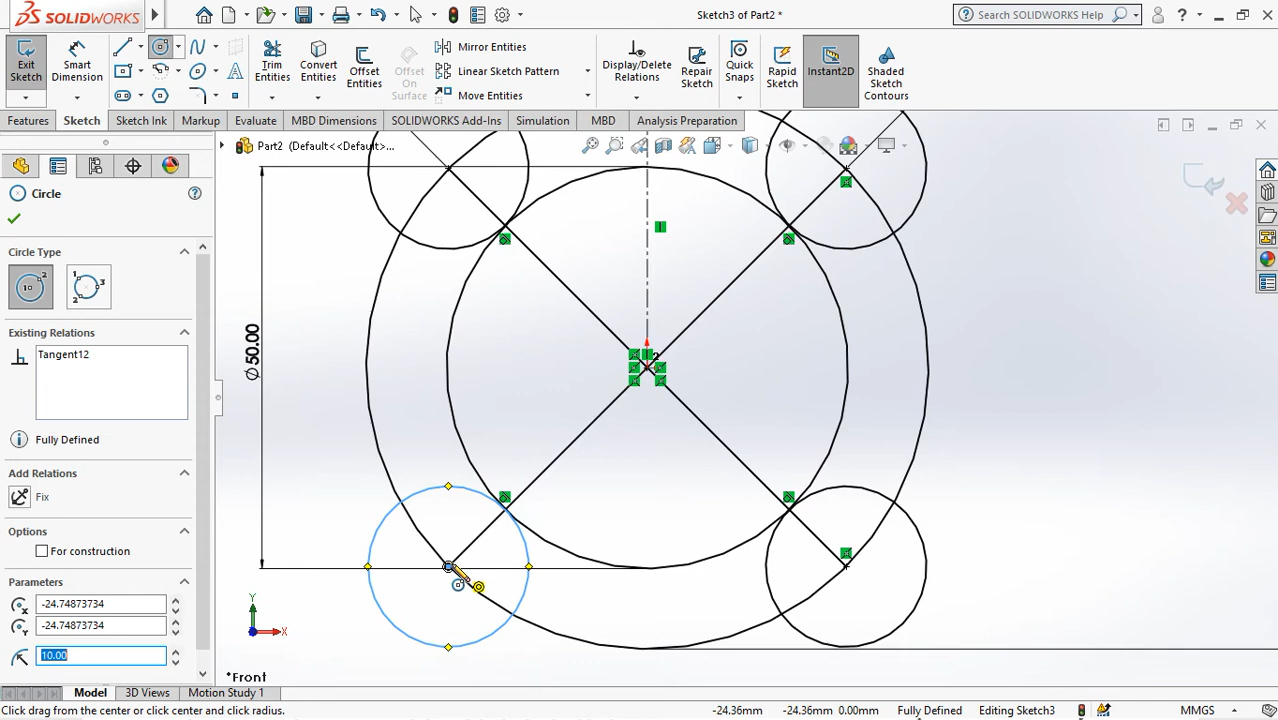 SOLIDWORKS
Sketch3 of Part2 *
Search SOLIDWORKS Help
?
Exit Sketch
Smart Dimension
Trim Entities
Convert Entities
Offset Entities
Offset On Surface
Mirror Entities
Linear Sketch Pattern
Move Entities
Display/Delete Relations
Repair Sketch
Quick Snaps
Rapid Sketch
Instant2D
Shaded Sketch Contours
Features
Sketch
Sketch Ink
Markup
Evaluate
MBD Dimensions
SOLIDWORKS Add-Ins
Simulation
MBD
Analysis Preparation
Part2 (Default<<Default>...
Circle
?
Circle Type
Existing Relations
Tangent12
Fully Defined
Add Relations
Fix
Options
For construction
Parameters
-24.74873734
-24.74873734
10.00
Ø50.00
2
Y
X
*Front
Model
3D Views
Motion Study 1
Click drag from the center or click center and click radius.
-24.36mm
-24.36mm
0.00mm
Fully Defined
Editing Sketch3
MMGS